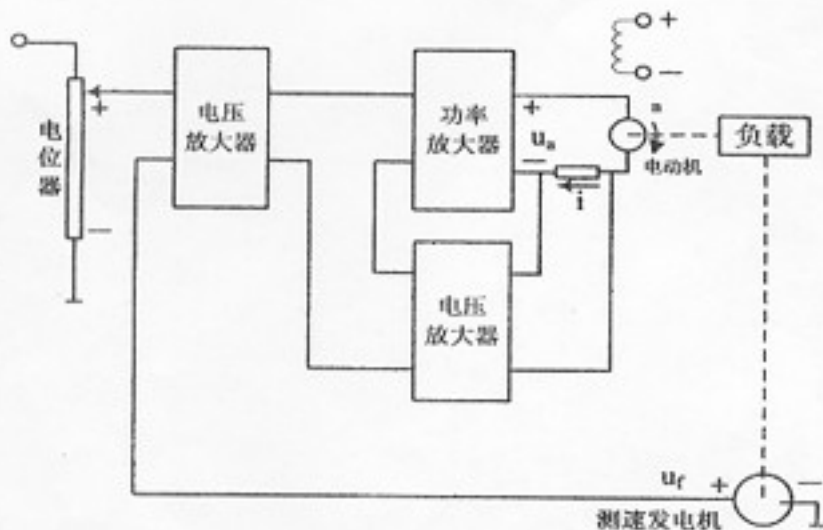 电位器
+
—
电压
放大器
功率
放大器
+
uₐ
—
i
+
—
n
电动机
负载
电压
放大器
u_f
+
—
测速发电机